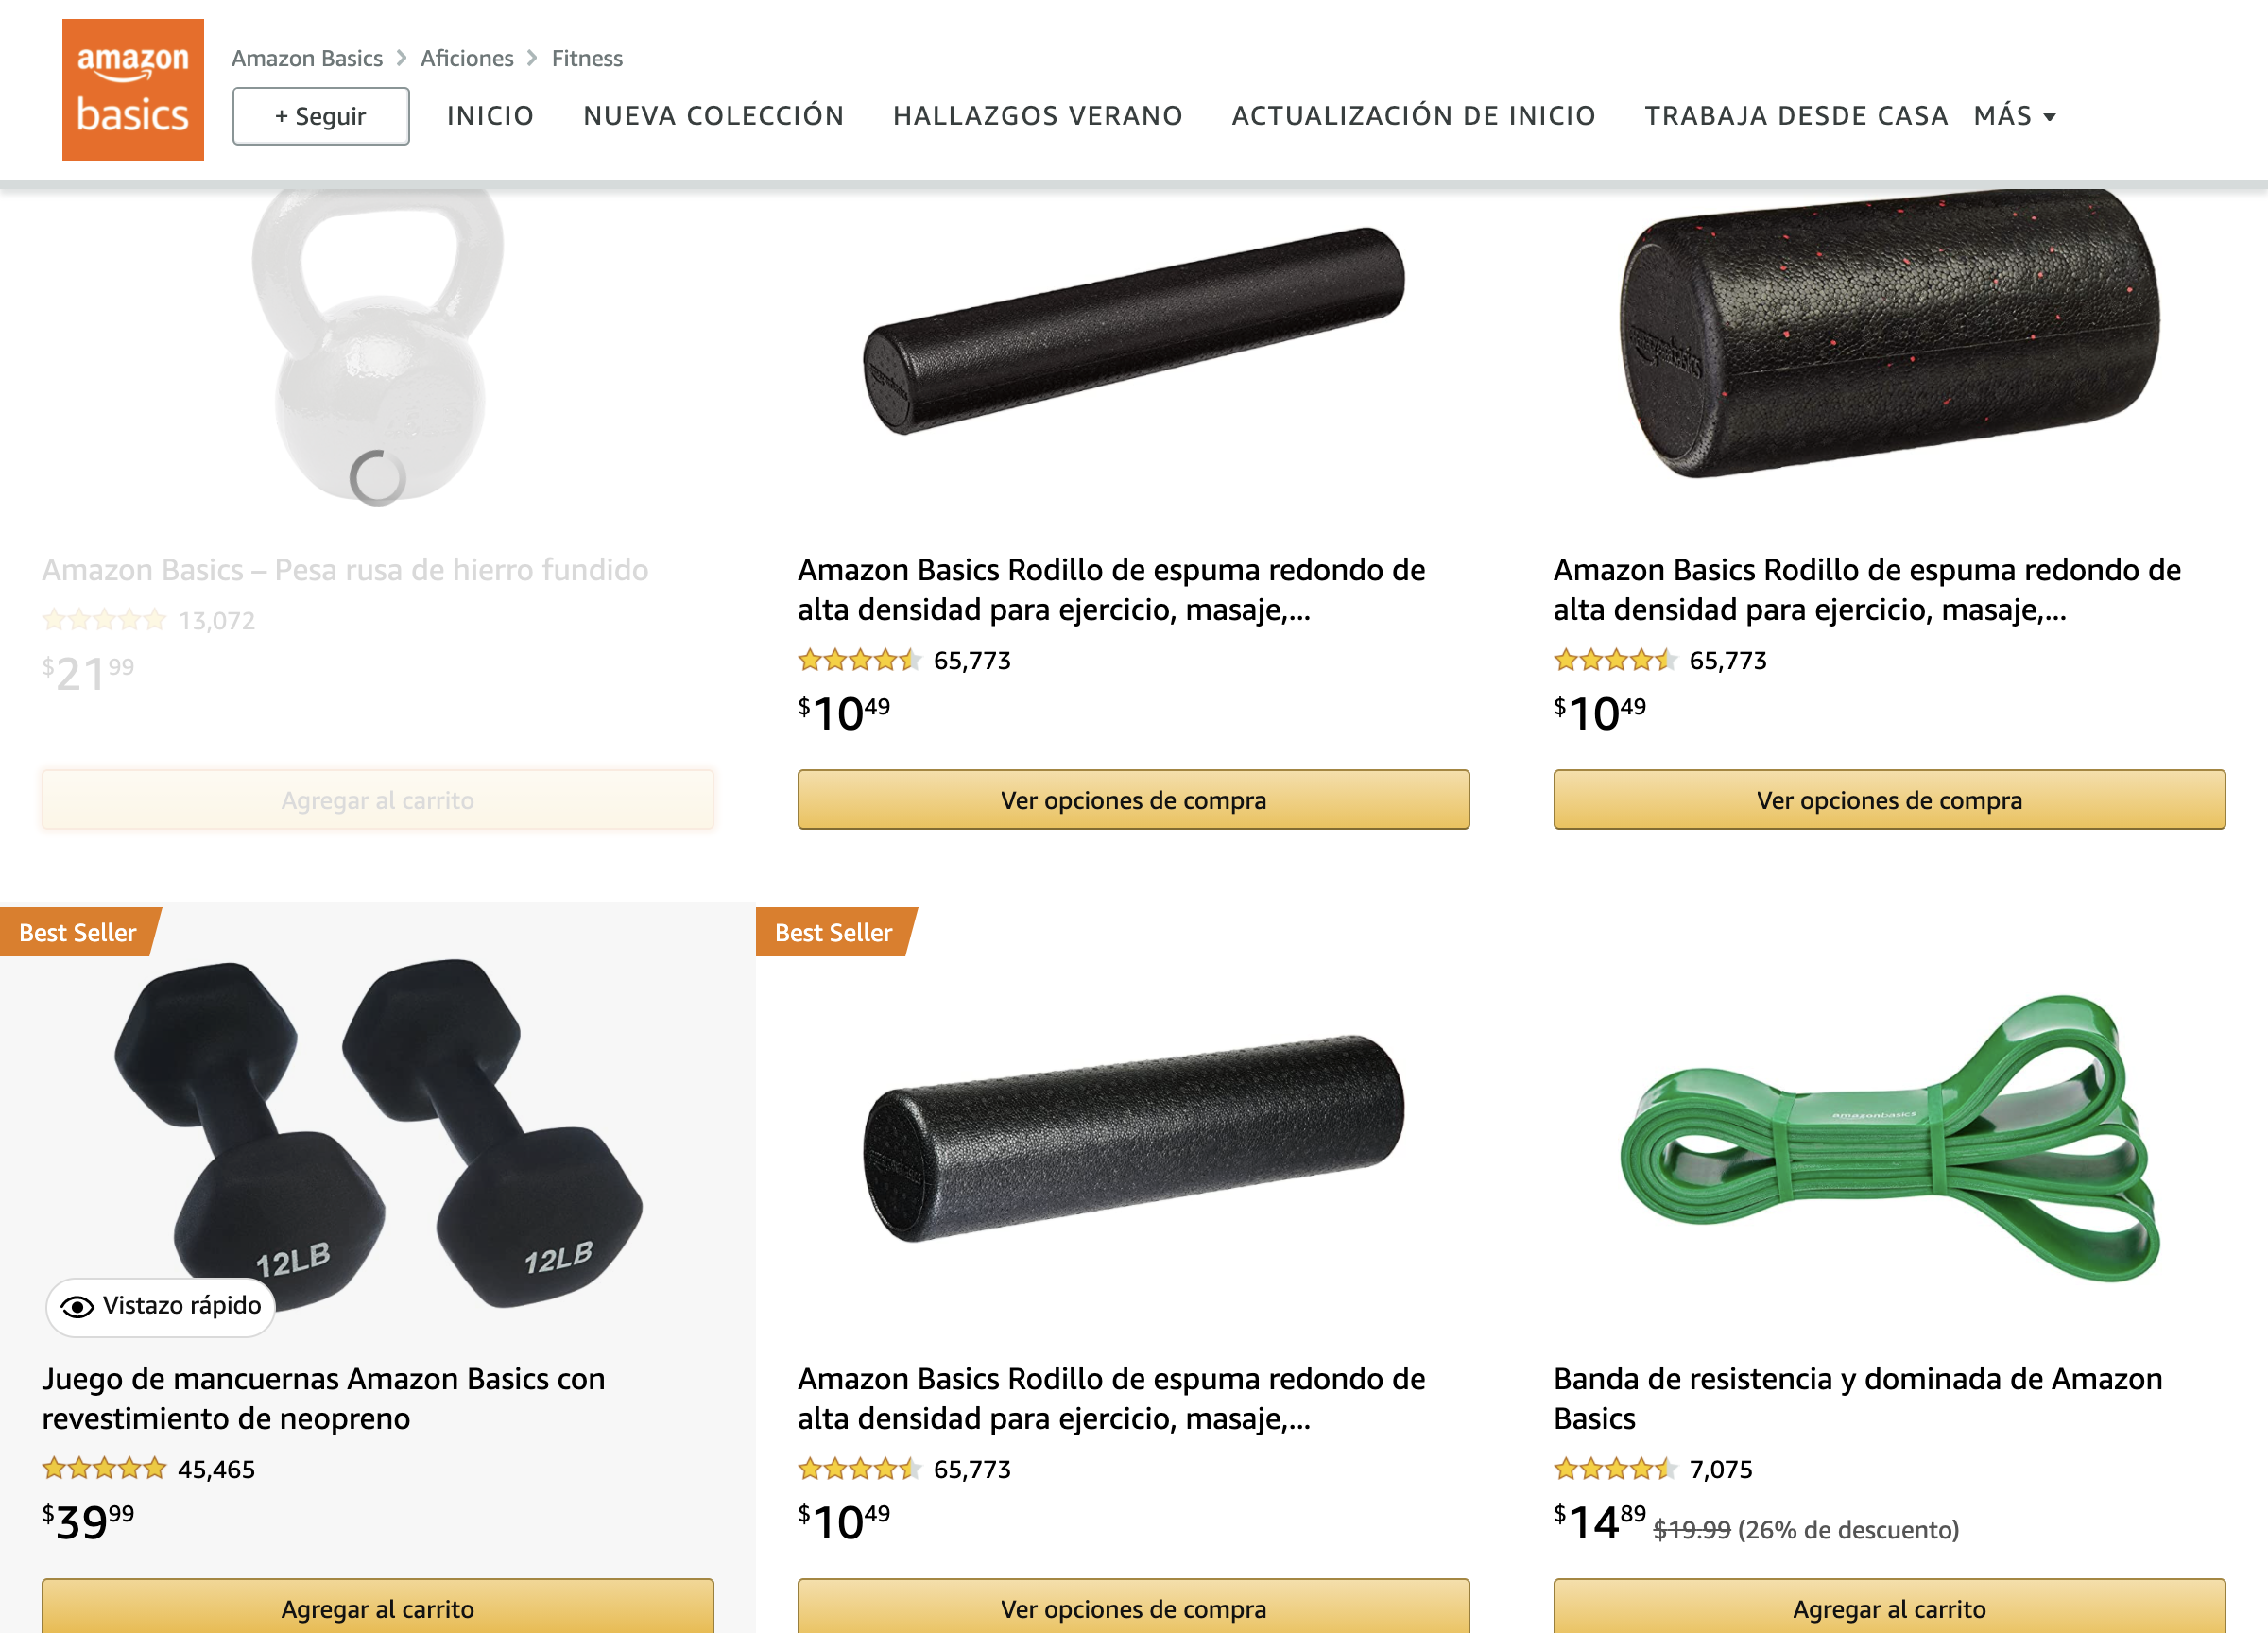 amazon
basics
Amazon Basics > Aficiones > Fitness
+ Seguir
INICIO
NUEVA COLECCIÓN
HALLAZGOS VERANO
ACTUALIZACIÓN DE INICIO
TRABAJA DESDE CASA
MÁS
Amazon Basics – Pesa rusa de hierro fundido
13,072
$21.99
Agregar al carrito
Amazon Basics Rodillo de espuma redondo de
alta densidad para ejercicio, masaje,...
65,773
$10.49
Ver opciones de compra
amazonbasics
Amazon Basics Rodillo de espuma redondo de
alta densidad para ejercicio, masaje,...
65,773
$10.49
Ver opciones de compra
Best Seller
12LB
12LB
Vistazo rápido
Juego de mancuernas Amazon Basics con
revestimiento de neopreno
45,465
$39.99
Agregar al carrito
Best Seller
Amazon Basics Rodillo de espuma redondo de
alta densidad para ejercicio, masaje,...
65,773
$10.49
Ver opciones de compra
amazonbasics
Banda de resistencia y dominada de Amazon
Basics
7,075
$14.89 $19.99 (26% de descuento)
Agregar al carrito